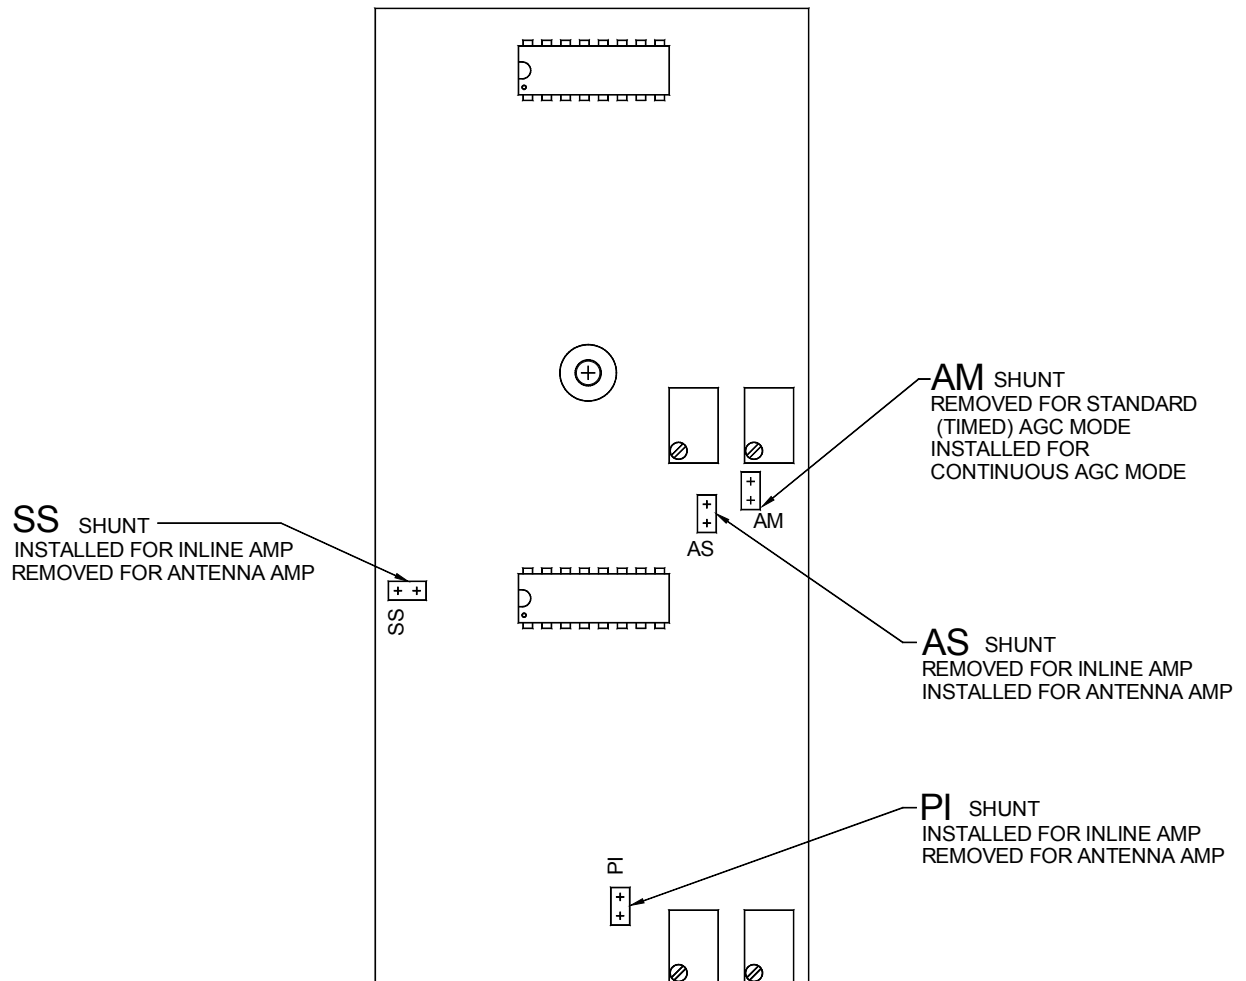 AM SHUNT
REMOVED FOR STANDARD
(TIMED) AGC MODE
INSTALLED FOR
CONTINUOUS AGC MODE
SS SHUNT
INSTALLED FOR INLINE AMP
REMOVED FOR ANTENNA AMP
AM
AS
SS
AS SHUNT
REMOVED FOR INLINE AMP
INSTALLED FOR ANTENNA AMP
PI SHUNT
INSTALLED FOR INLINE AMP
REMOVED FOR ANTENNA AMP
PI